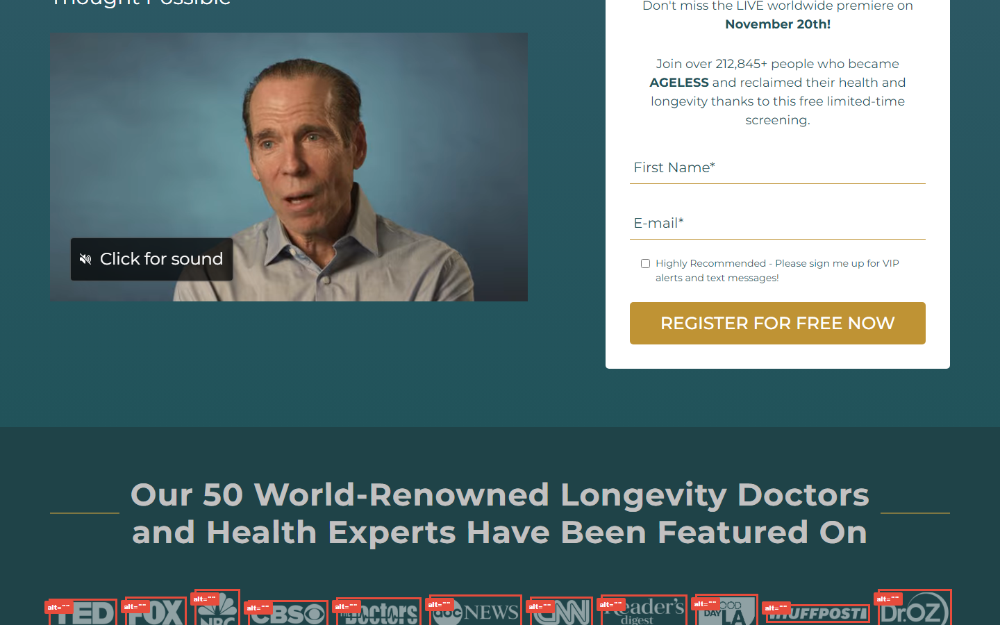 Thought Possible
Don't miss the LIVE worldwide premiere on
November 20th!
Join over 212,845+ people who became
AGELESS and reclaimed their health and
longevity thanks to this free limited-time
screening.
First Name*
E-mail*
Highly Recommended - Please sign me up for VIP
alerts and text messages!
REGISTER FOR FREE NOW
Click for sound
Our 50 World-Renowned Longevity Doctors
and Health Experts Have Been Featured On
alt="" alt="" alt="" alt="" alt="" alt="" alt="" alt="" alt="" alt="" alt=""
TED FOX NBC CBS The Doctors abc NEWS CNN Reader's digest GOOD DAY LA HUFFPOST Dr.OZ